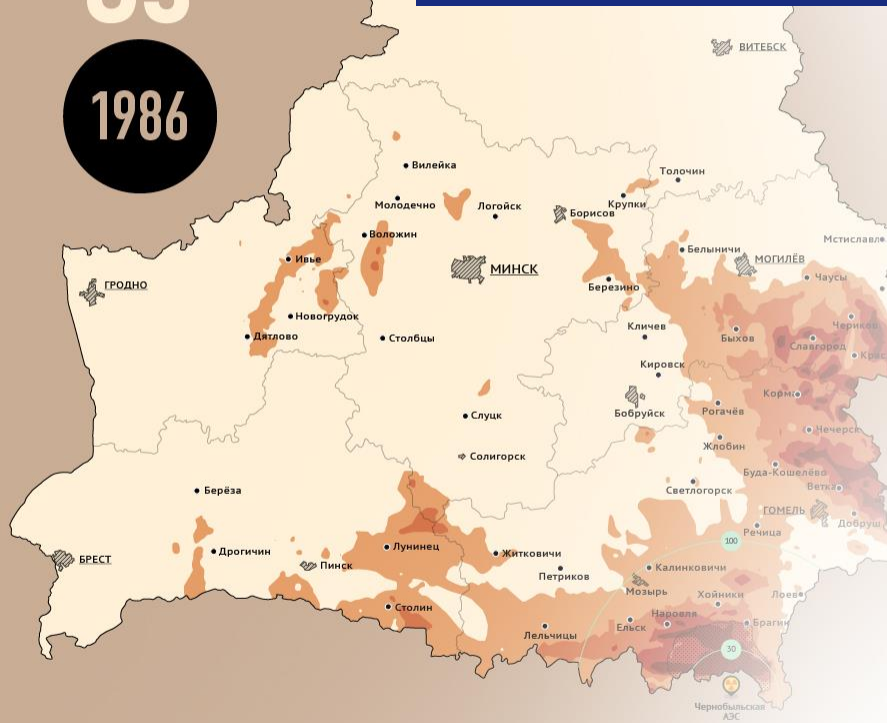 1986
ВИТЕБСК
Вилейка
Толочин
Молодечно
Логойск
Крупки
Борисов
Воложин
Мстиславль
Белыничи
Ивье
МОГИЛЁВ
МИНСК
Чаусы
ГРОДНО
Березино
Новогрудок
Кличев
Чериков
Дятлово
Столбцы
Быхов
Славгород
Крас
Кировск
Корма
Бобруйск
Рогачёв
Слуцк
Чечерск
Жлобин
Солигорск
Буда-Кошелёво
Берёза
Светлогорск
Ветка
ГОМЕЛЬ
Речица
Добруш
100
Дрогичин
Лунинец
Житковичи
БРЕСТ
Пинск
Петриков
Калинковичи
Мозырь
Хойники
Лоев
Столин
Наровля
Лельчицы
Ельск
Брагин
30
Чернобыльская
АЭС